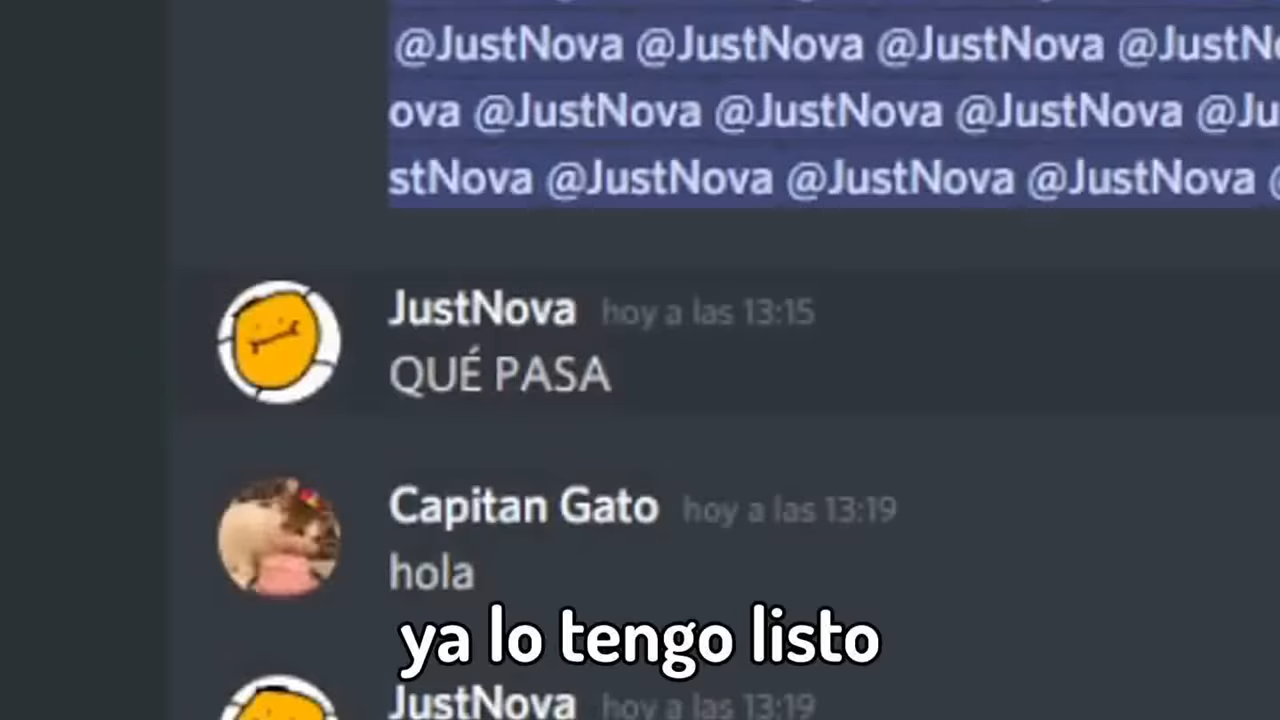 @JustNova @JustNova @JustNova @JustN
ova @JustNova @JustNova @JustNova @Ju
stNova @JustNova @JustNova @JustNova @
JustNova hoy a las 13:15
QUÉ PASA
Capitan Gato hoy a las 13:19
hola
ya lo tengo listo
JustNova hoy a las 13:19